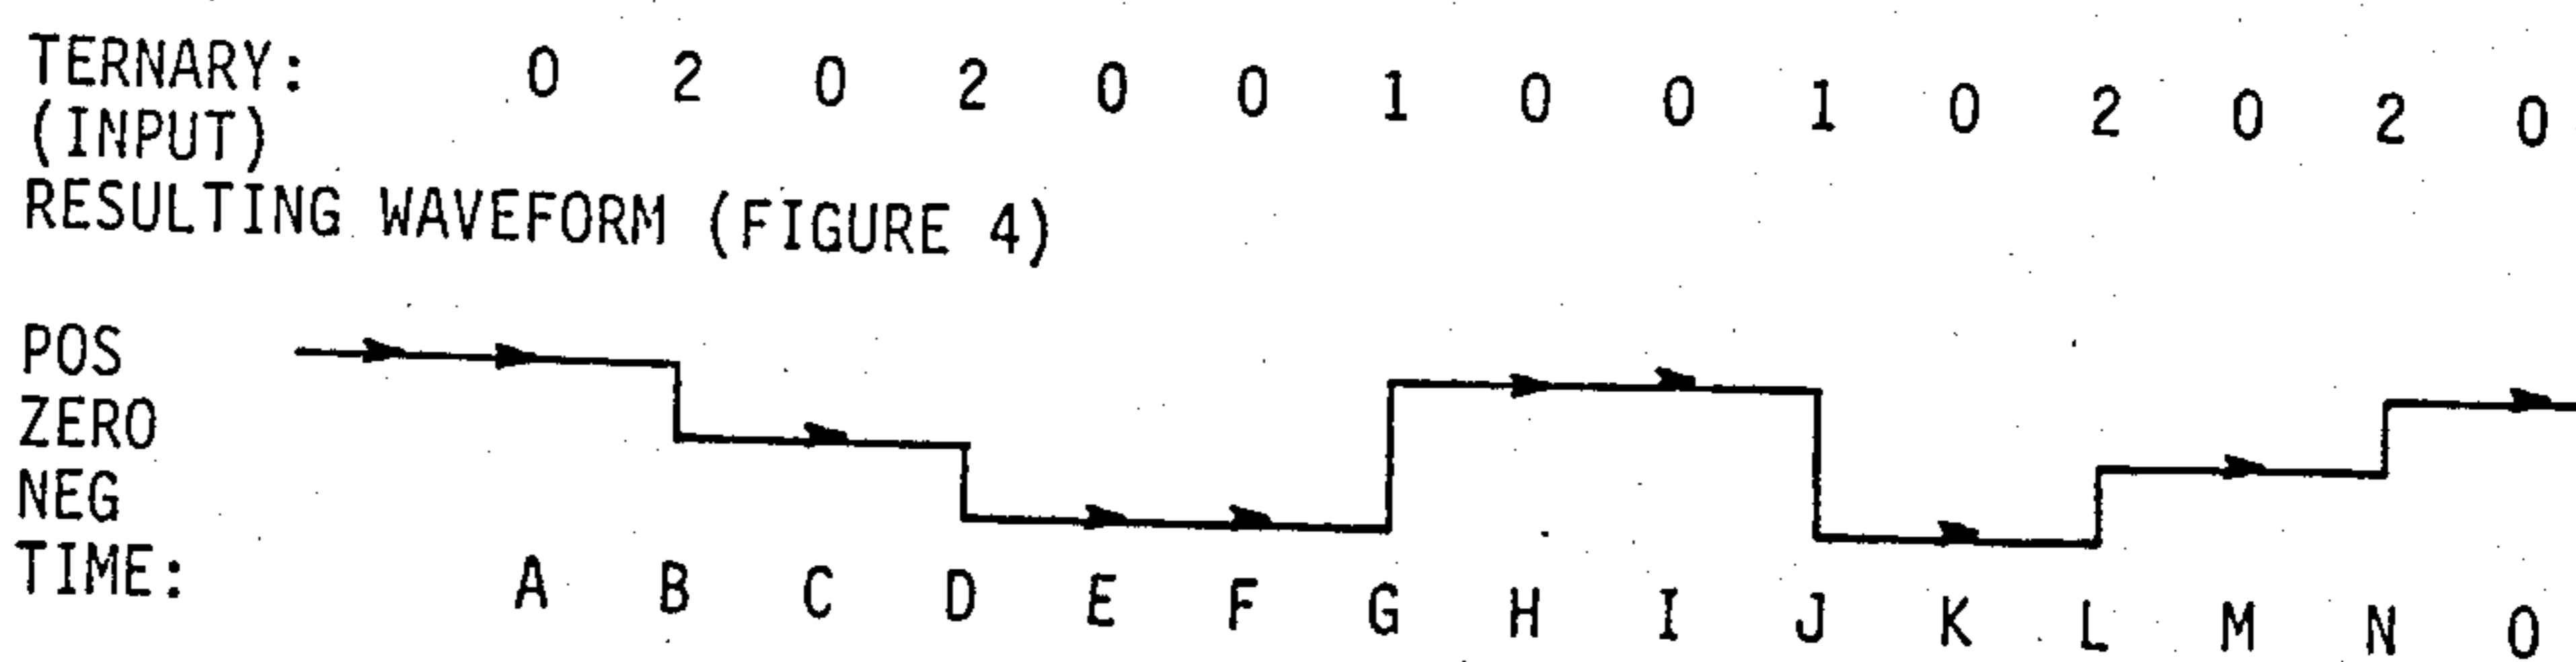 TERNARY: 0 2 0 2 0 0 1 0 0 1 0 2 0 2 0
(INPUT)
RESULTING WAVEFORM (FIGURE 4)
POS
ZERO
NEG
TIME: A B C D E F G H I J K L M N O